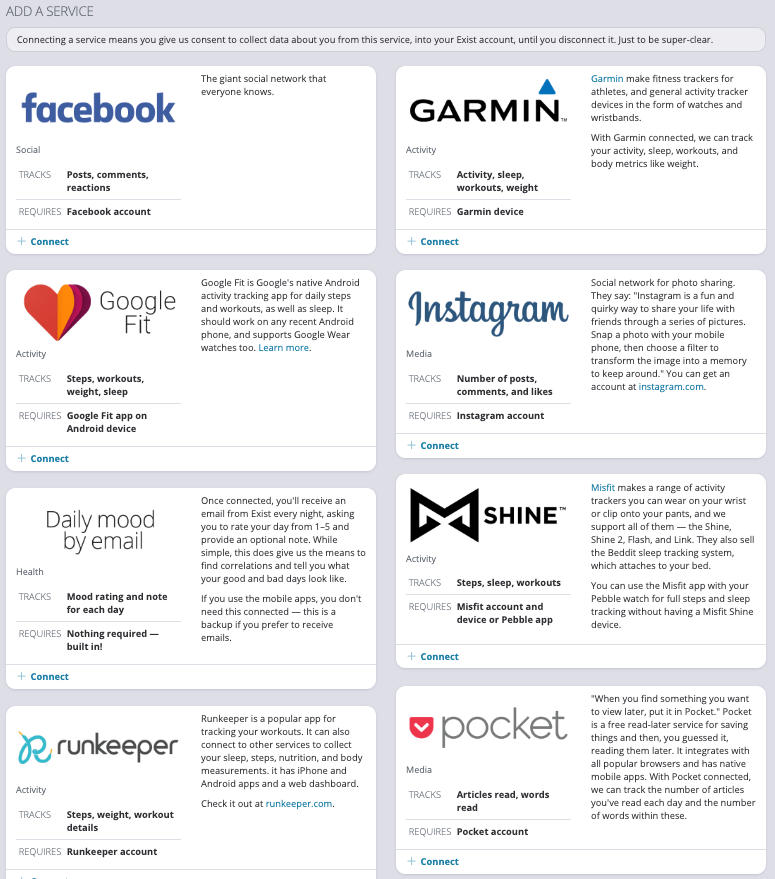 ADD A SERVICE
Connecting a service means you give us consent to collect data about you from this service, into your Exist account, until you disconnect it. Just to be super-clear.
facebook
Social
TRACKS Posts, comments,
reactions
REQUIRES Facebook account
The giant social network that
everyone knows.
+ Connect
GARMIN™
Activity
TRACKS Activity, sleep,
workouts, weight
REQUIRES Garmin device
Garmin make fitness trackers for
athletes, and general activity tracker
devices in the form of watches and
wristbands.
With Garmin connected, we can track
your activity, sleep, workouts, and
body metrics like weight.
+ Connect
Google
Fit
Activity
TRACKS Steps, workouts,
weight, sleep
REQUIRES Google Fit app on
Android device
Google Fit is Google's native Android
activity tracking app for daily steps
and workouts, as well as sleep. It
should work on any recent Android
phone, and supports Google Wear
watches too. Learn more.
+ Connect
Instagram
Media
TRACKS Number of posts,
comments, and likes
REQUIRES Instagram account
Social network for photo sharing.
They say: "Instagram is a fun and
quirky way to share your life with
friends through a series of pictures.
Snap a photo with your mobile
phone, then choose a filter to
transform the image into a memory
to keep around." You can get an
account at instagram.com.
+ Connect
Daily mood
by email
Health
TRACKS Mood rating and note
for each day
REQUIRES Nothing required —
built in!
Once connected, you'll receive an
email from Exist every night, asking
you to rate your day from 1–5 and
provide an optional note. While
simple, this does give us the means to
find correlations and tell you what
your good and bad days look like.
If you use the mobile apps, you don't
need this connected — this is a
backup if you prefer to receive
emails.
+ Connect
SHINE™
Activity
TRACKS Steps, sleep, workouts
REQUIRES Misfit account and
device or Pebble app
Misfit makes a range of activity
trackers you can wear on your wrist
or clip onto your pants, and we
support all of them — the Shine,
Shine 2, Flash, and Link. They also sell
the Beddit sleep tracking system,
which attaches to your bed.
You can use the Misfit app with your
Pebble watch for full steps and sleep
tracking without having a Misfit Shine
device.
+ Connect
runkeeper
Activity
TRACKS Steps, weight, workout
details
REQUIRES Runkeeper account
Runkeeper is a popular app for
tracking your workouts. It can also
connect to other services to collect
your sleep, steps, nutrition, and body
measurements. it has iPhone and
Android apps and a web dashboard.
Check it out at runkeeper.com.
pocket
Media
TRACKS Articles read, words
read
REQUIRES Pocket account
"When you find something you want
to view later, put it in Pocket." Pocket
is a free read-later service for saving
things and then, you guessed it,
reading them later. It integrates with
all popular browsers and has native
mobile apps. With Pocket connected,
we can track the number of articles
you've read each day and the number
of words within these.
+ Connect